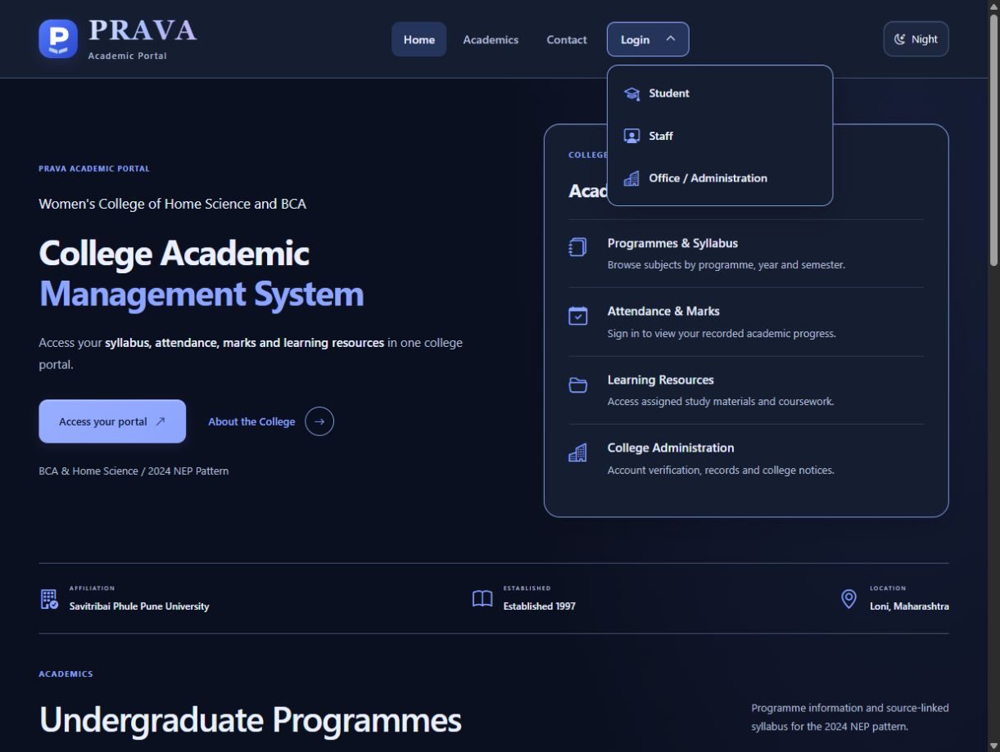 PRAVA
Academic Portal
Home
Academics
Contact
Login
Night
Student
Staff
Office / Administration
PRAVA ACADEMIC PORTAL
Women's College of Home Science and BCA
College Academic
Management System
Access your syllabus, attendance, marks and learning resources in one college
portal.
Access your portal
About the College
BCA & Home Science / 2024 NEP Pattern
COLLEGE
Programmes & Syllabus
Browse subjects by programme, year and semester.
Attendance & Marks
Sign in to view your recorded academic progress.
Learning Resources
Access assigned study materials and coursework.
College Administration
Account verification, records and college notices.
AFFILIATION
Savitribai Phule Pune University
ESTABLISHED
Established 1997
LOCATION
Loni, Maharashtra
ACADEMICS
Undergraduate Programmes
Programme information and source-linked
syllabus for the 2024 NEP pattern.